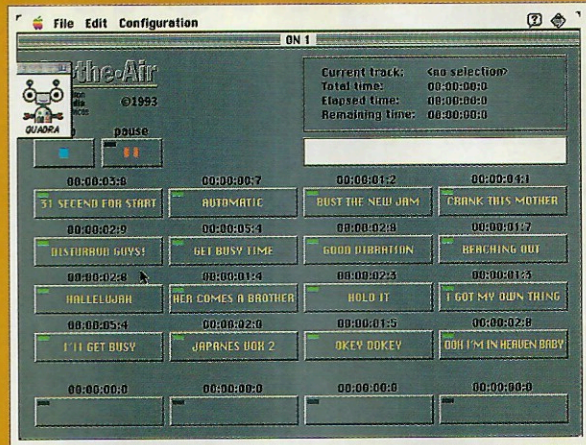 File Edit Configuration
ON 1
the-Air
©1993
QUADRA
pause
Current track: <no selection>
Total time: 00:00:00:0
Elapsed time: 00:00:00:0
Remaining time: 00:00:00:0
00:00:03:8 00:00:00:7 00:00:01:2 00:00:04:1
31 SECEND FOR START AUTOMATIC BUST THE NEW JAM CRANK THIS MOTHER
00:00:02:9 00:00:05:4 00:00:02:8 00:00:01:7
DISTURBUD GUYS! GET BUSY TIME GOOD VIBRATION REACHING OUT
00:00:02:8 00:00:01:4 00:00:02:3 00:00:01:3
HALLELUJAH HER COMES A BROTHER HOLD IT I GOT MY OWN THING
00:00:05:4 00:00:02:0 00:00:01:5 00:00:02:8
I'll GET BUSY JAPANES VOX 2 OKEY DOKEY OOH I'M IN HEAVEN BABY
00:00:00:0 00:00:00:0 00:00:00:0 00:00:00:0